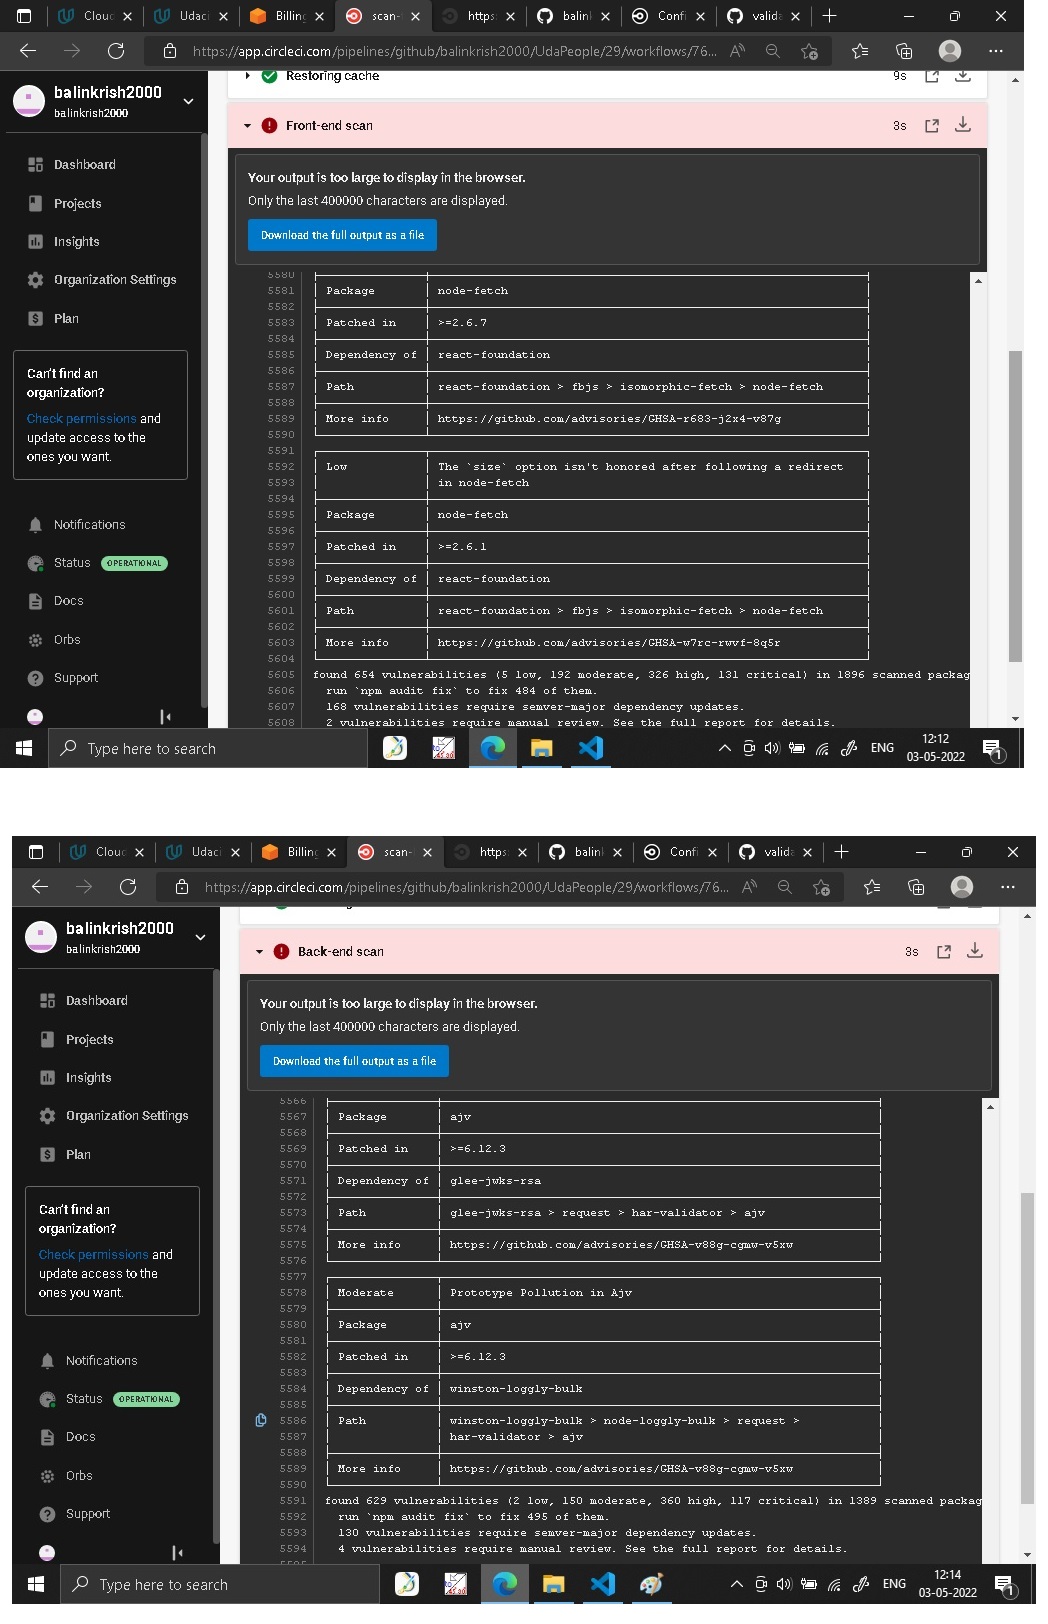 Clouc
Udaci
Billing
scan-
https:
balink
Confi
valida
https://app.circleci.com/pipelines/github/balinkrish2000/UdaPeople/29/workflows/76...
balinkrish2000
balinkrish2000
Dashboard
Projects
Insights
Organization Settings
Plan
Can't find an
organization?
Check permissions and
update access to the
ones you want.
Notifications
Status OPERATIONAL
Docs
Orbs
Support
Restoring cache 9s
Front-end scan 3s
Your output is too large to display in the browser.
Only the last 400000 characters are displayed.
Download the full output as a file
5580
5581 Package node-fetch
5582
5583 Patched in >=2.6.7
5584
5585 Dependency of react-foundation
5586
5587 Path react-foundation > fbjs > isomorphic-fetch > node-fetch
5588
5589 More info https://github.com/advisories/GHSA-r683-j2x4-v87g
5590
5591
5592 Low The `size` option isn't honored after following a redirect
5593 in node-fetch
5594
5595 Package node-fetch
5596
5597 Patched in >=2.6.1
5598
5599 Dependency of react-foundation
5600
5601 Path react-foundation > fbjs > isomorphic-fetch > node-fetch
5602
5603 More info https://github.com/advisories/GHSA-w7rc-rwvf-8q5r
5604
5605 found 654 vulnerabilities (5 low, 192 moderate, 326 high, 131 critical) in 1896 scanned packag
5606 run `npm audit fix` to fix 484 of them.
5607 168 vulnerabilities require semver-major dependency updates.
5608 2 vulnerabilities require manual review. See the full report for details.
Type here to search
ENG
12:12
03-05-2022
1
Clouc
Udaci
Billing
scan-
https:
balink
Confi
valida
https://app.circleci.com/pipelines/github/balinkrish2000/UdaPeople/29/workflows/76...
balinkrish2000
balinkrish2000
Dashboard
Projects
Insights
Organization Settings
Plan
Can't find an
organization?
Check permissions and
update access to the
ones you want.
Notifications
Status OPERATIONAL
Docs
Orbs
Support
Back-end scan 3s
Your output is too large to display in the browser.
Only the last 400000 characters are displayed.
Download the full output as a file
5566
5567 Package ajv
5568
5569 Patched in >=6.12.3
5570
5571 Dependency of glee-jwks-rsa
5572
5573 Path glee-jwks-rsa > request > har-validator > ajv
5574
5575 More info https://github.com/advisories/GHSA-v88g-cgmw-v5xw
5576
5577
5578 Moderate Prototype Pollution in Ajv
5579
5580 Package ajv
5581
5582 Patched in >=6.12.3
5583
5584 Dependency of winston-loggly-bulk
5585
5586 Path winston-loggly-bulk > node-loggly-bulk > request >
5587 har-validator > ajv
5588
5589 More info https://github.com/advisories/GHSA-v88g-cgmw-v5xw
5590
5591 found 629 vulnerabilities (2 low, 150 moderate, 360 high, 117 critical) in 1389 scanned packag
5592 run `npm audit fix` to fix 495 of them.
5593 130 vulnerabilities require semver-major dependency updates.
5594 4 vulnerabilities require manual review. See the full report for details.
Type here to search
ENG
12:14
03-05-2022
1